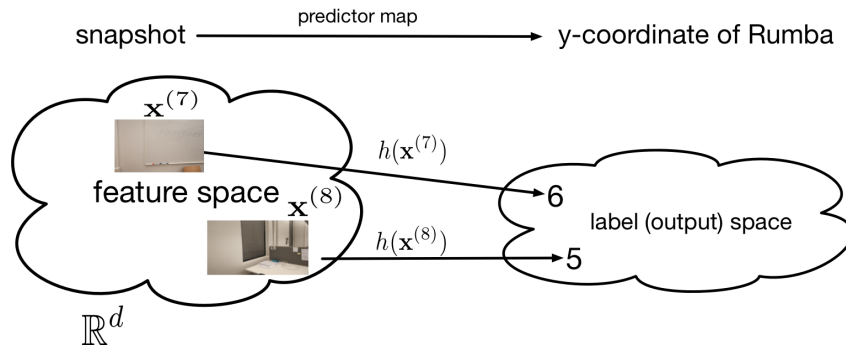 predictor map
snapshot
y-coordinate of Rumba
x^(7)
h(x^(7))
feature space
x^(8)
6
label (output) space
h(x^(8))
5
ℝ^d